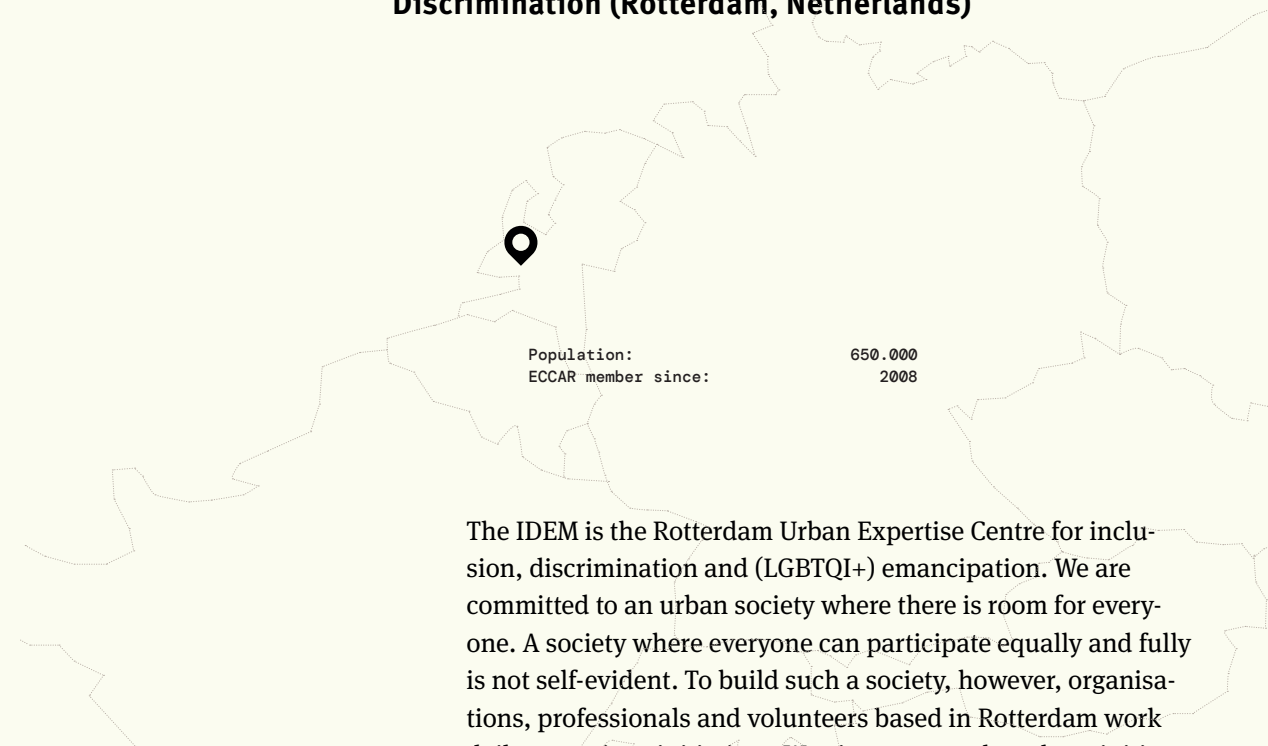 Discrimination (Rotterdam, Netherlands)
Population: 650.000
ECCAR member since: 2008
The IDEM is the Rotterdam Urban Expertise Centre for inclu-
sion, discrimination and (LGBTQI+) emancipation. We are
committed to an urban society where there is room for every-
one. A society where everyone can participate equally and fully
is not self-evident. To build such a society, however, organisa-
tions, professionals and volunteers based in Rotterdam work